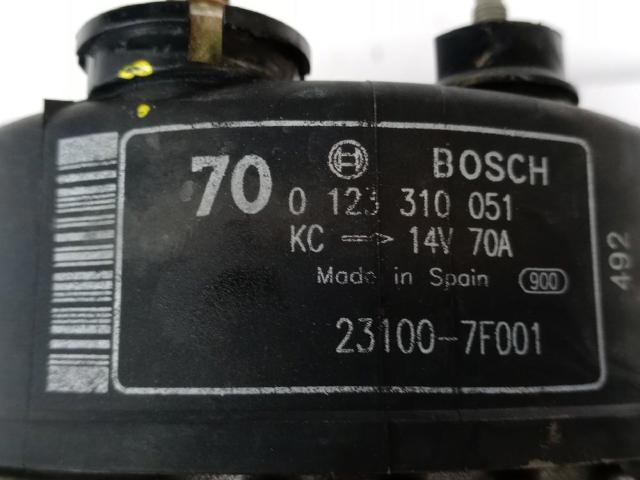 70 BOSCH
0 123 310 051
KC => 14V 70A
Made in Spain 900
23100-7F001
492